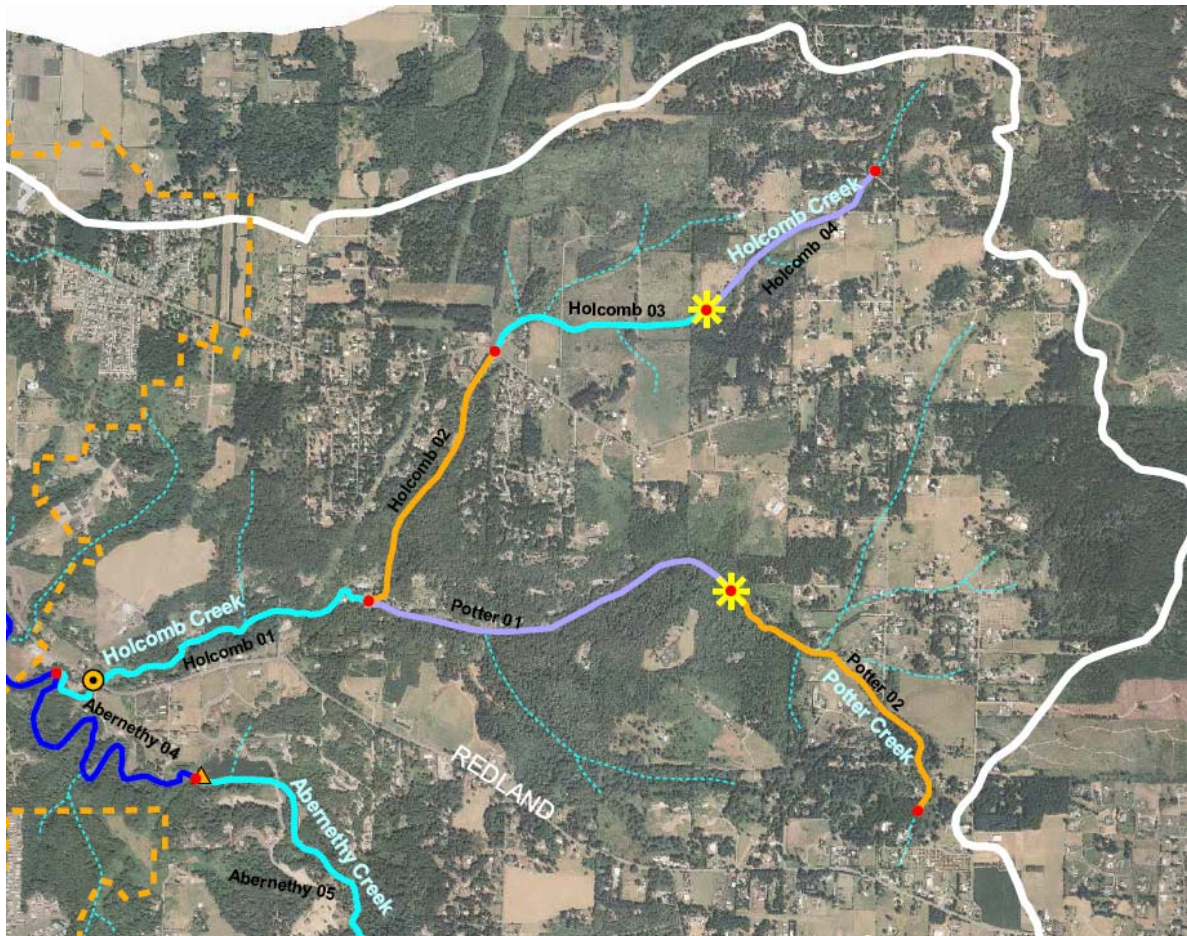 Holcomb Creek
Holcomb 04
Holcomb 03
Holcomb 02
Holcomb Creek
Holcomb 01
Potter 01
Potter 02
Potter Creek
Abernethy 04
REDLAND
Abernethy Creek
Abernethy 05